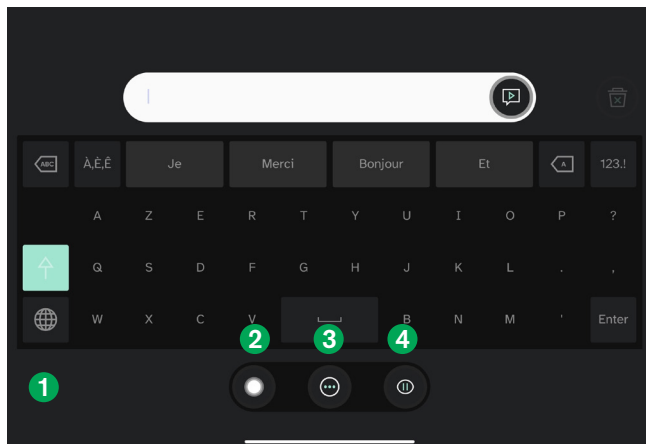 ABC À,È,Ê Je Merci Bonjour Et A 123.!
A Z E R T Y U I O P ?
Q S D F G H J K L . ,
W X C V B N M ' Enter
2 3 4
1